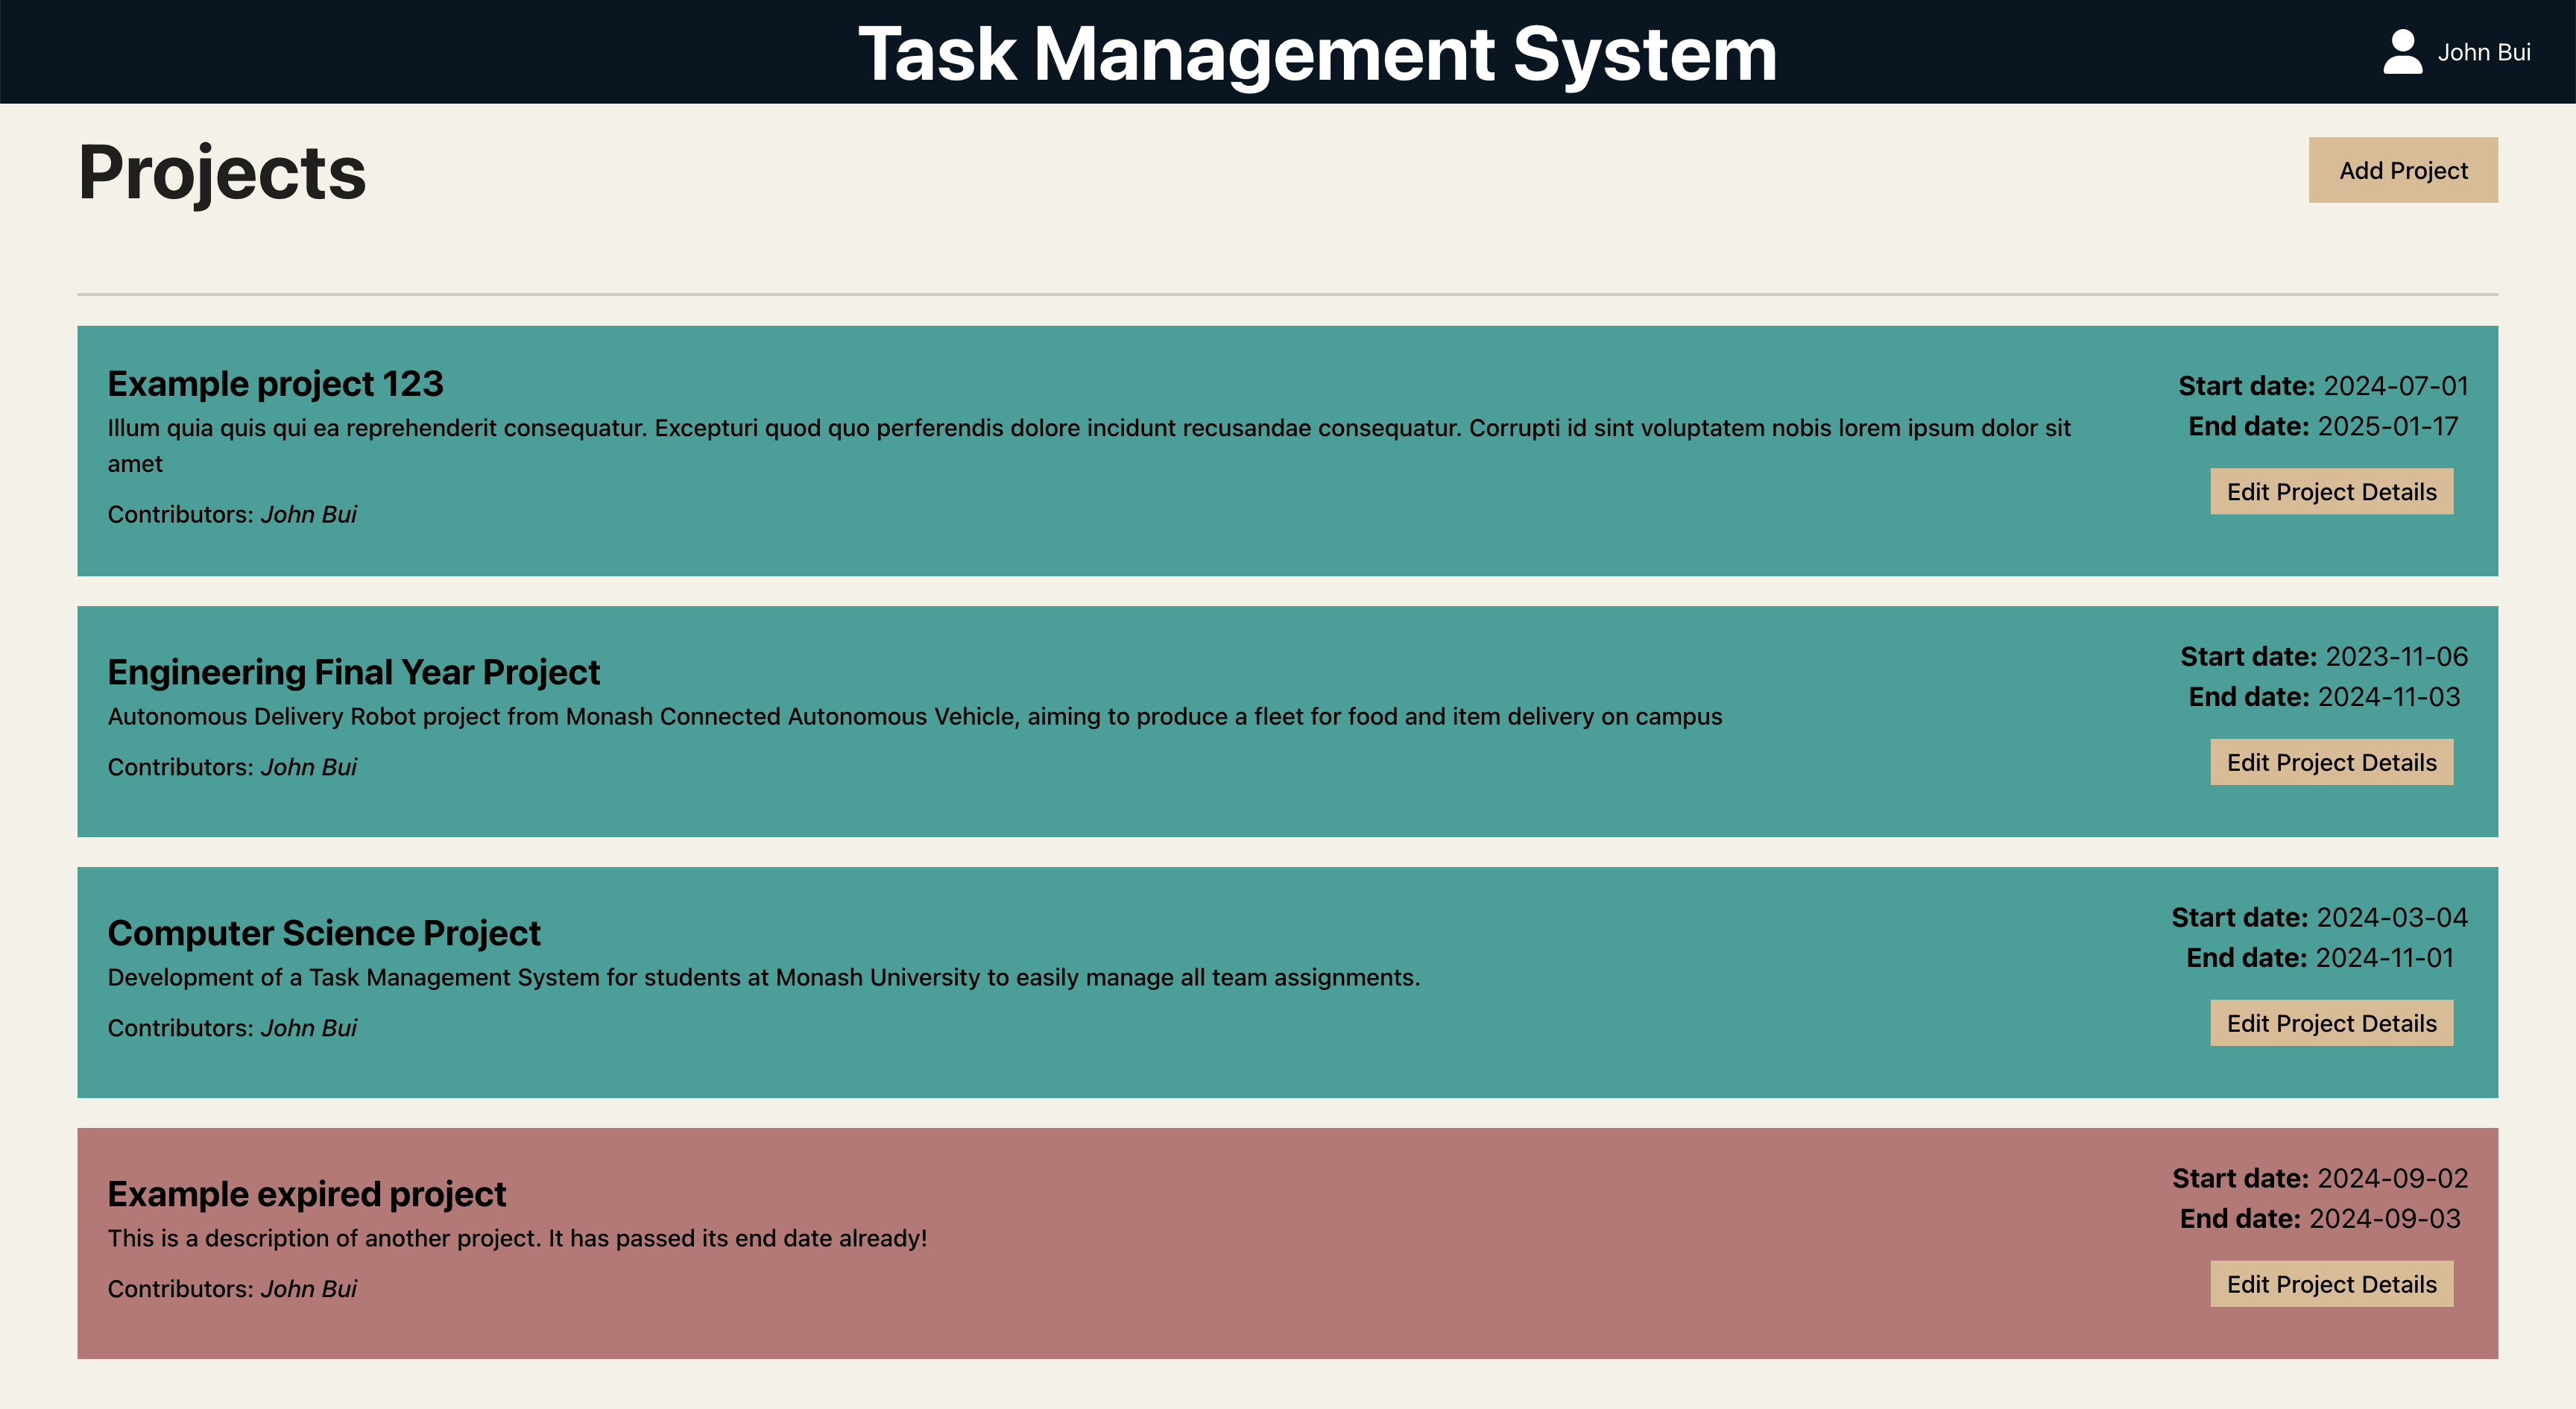 Task Management System
John Bui
Projects
Add Project
Example project 123
Illum quia quis qui ea reprehenderit consequatur. Excepturi quod quo perferendis dolore incidunt recusandae consequatur. Corrupti id sint voluptatem nobis lorem ipsum dolor sit
amet
Contributors: John Bui
Start date: 2024-07-01
End date: 2025-01-17
Edit Project Details
Engineering Final Year Project
Autonomous Delivery Robot project from Monash Connected Autonomous Vehicle, aiming to produce a fleet for food and item delivery on campus
Contributors: John Bui
Start date: 2023-11-06
End date: 2024-11-03
Edit Project Details
Computer Science Project
Development of a Task Management System for students at Monash University to easily manage all team assignments.
Contributors: John Bui
Start date: 2024-03-04
End date: 2024-11-01
Edit Project Details
Example expired project
This is a description of another project. It has passed its end date already!
Contributors: John Bui
Start date: 2024-09-02
End date: 2024-09-03
Edit Project Details